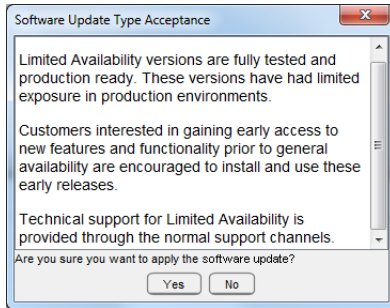 Software Update Type Acceptance
Limited Availability versions are fully tested and
production ready. These versions have had limited
exposure in production environments.
Customers interested in gaining early access to
new features and functionality prior to general
availability are encouraged to install and use these
early releases.
Technical support for Limited Availability is
provided through the normal support channels.
Are you sure you want to apply the software update?
Yes No